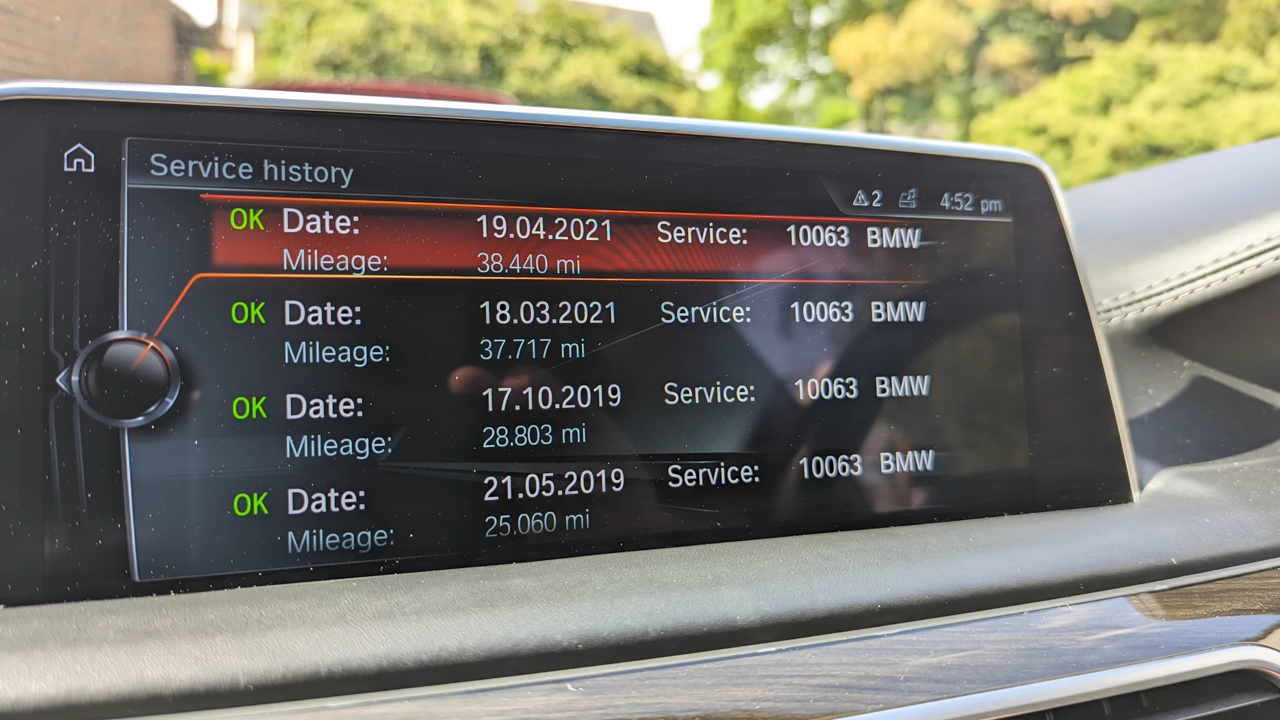 Service history
2 4:52 pm
OK Date: 19.04.2021 Service: 10063 BMW
Mileage: 38.440 mi
OK Date: 18.03.2021 Service: 10063 BMW
Mileage: 37.717 mi
OK Date: 17.10.2019 Service: 10063 BMW
Mileage: 28.803 mi
OK Date: 21.05.2019 Service: 10063 BMW
Mileage: 25.060 mi